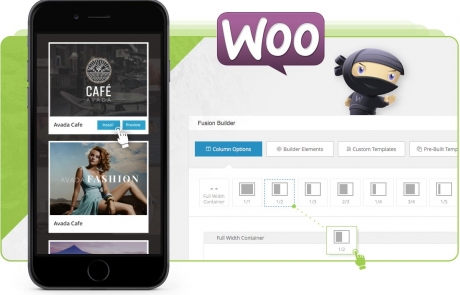 CAFÉ
AVADA
Avada Cafe
Install
Preview
AVADA FASHION
Avada Cafe
WOO
Fusion Builder
Column Options
Builder Elements
Custom Templates
Pre-Built Temp
Full Width
Container
1/1
1/2
1/3
2/3
1/4
3/4
1/5
Full Width Container
1/2